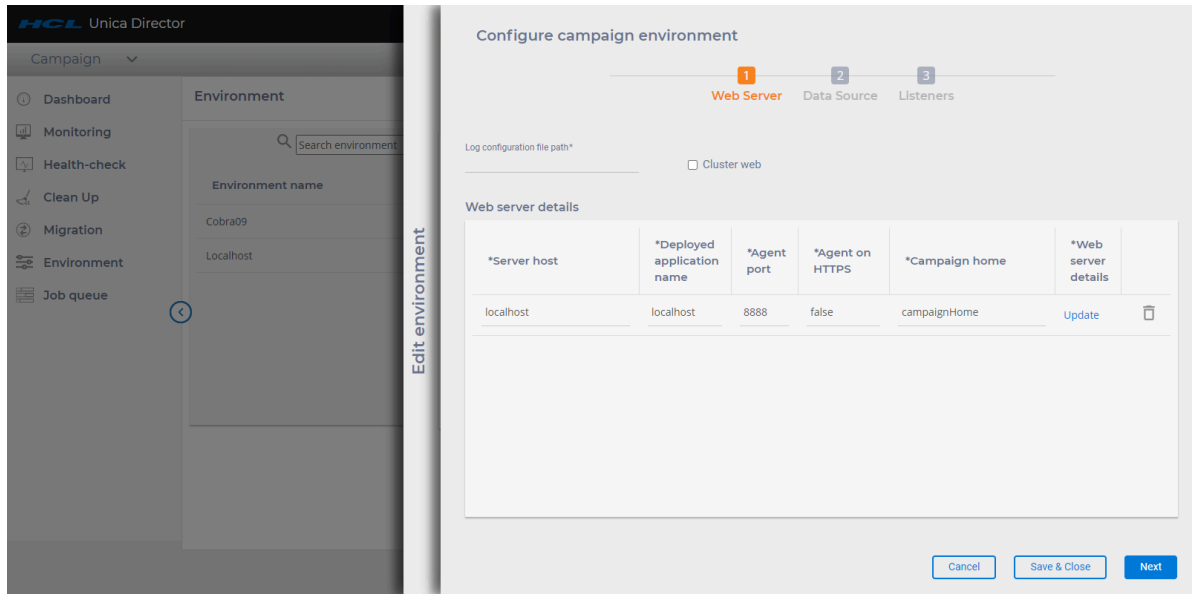 HCL Unica Director
Campaign
Dashboard
Monitoring
Health-check
Clean Up
Migration
Environment
Job queue
Environment
Search environment
Environment name
Cobra09
Localhost
Edit environment
Configure campaign environment
1 2 3
Web Server Data Source Listeners
Log configuration file path*
Cluster web
Web server details
*Server host
*Deployed
application
name
*Agent
port
*Agent on
HTTPS
*Campaign home
*Web
server
details
localhost localhost 8888 false campaignHome Update
Cancel Save & Close Next